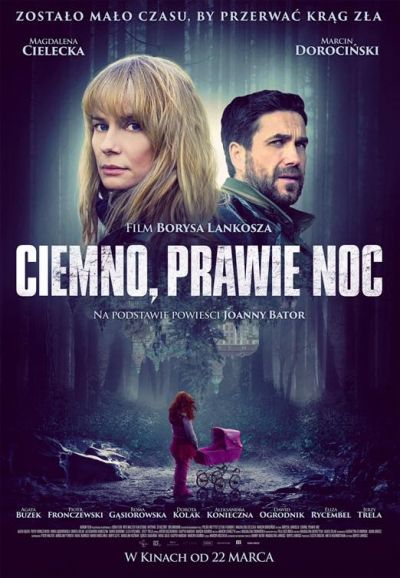 ZOSTAŁO MAŁO CZASU, BY PRZERWAĆ KRĄG ZŁA
MAGDALENA
CIELECKA
MARCIN
DOROCIŃSKI
FILM BORYSA LANKOSZA
CIEMNO, PRAWIE NOC
NA PODSTAWIE POWIEŚCI JOANNY BATOR
AGATA
BUZEK
PIOTR
FRONCZEWSKI
ROMA
GĄSIOROWSKA
DOROTA
KOLAK
ALEKSANDRA
KONIECZNA
DAWID
OGRODNIK
ELIZA
RYCEMBEL
JERZY
TRELA
W KINACH OD 22 MARCA